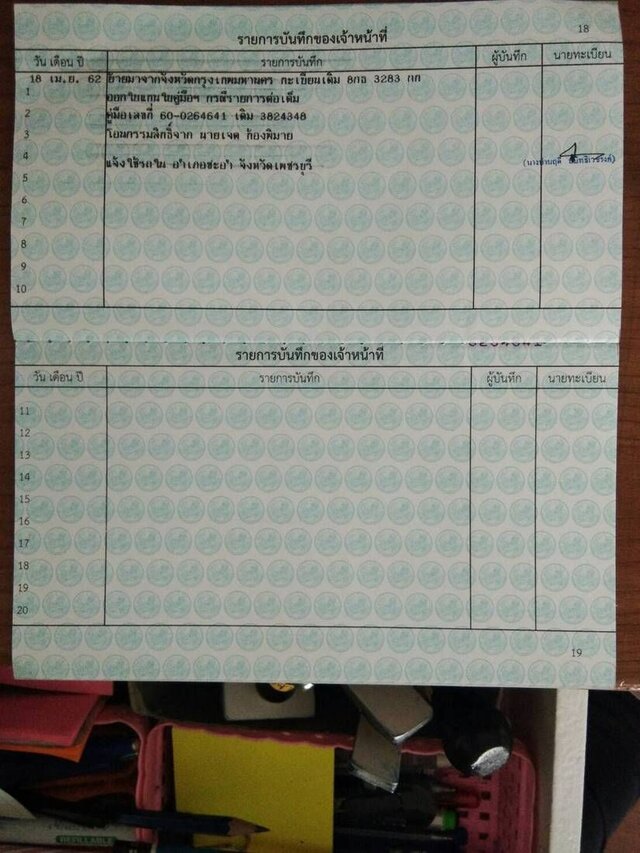 18
รายการบันทึกของเจ้าหน้าที่
วัน เดือน ปี รายการบันทึก ผู้บันทึก นายทะเบียน
18 เม.ย. 62 ย้ายมาจากจังหวัดกรุงเทพมหานคร ทะเบียนเดิม 8กฉ 3283 กท
1 ออกใบแทนใบคู่มือฯ กรณีรายการต่อเต็ม
2 คู่มือเลขที่ 60-0264641 เดิม 3824348
3 โอนกรรมสิทธิ์จาก นายเจต ก้องพิมาย
4 แจ้งใช้รถใน อำเภอชะอำ จังหวัดเพชรบุรี
5
6
7
8
9
10
รายการบันทึกของเจ้าหน้าที่
วัน เดือน ปี รายการบันทึก ผู้บันทึก นายทะเบียน
11
12
13
14
15
16
17
18
19
20
19